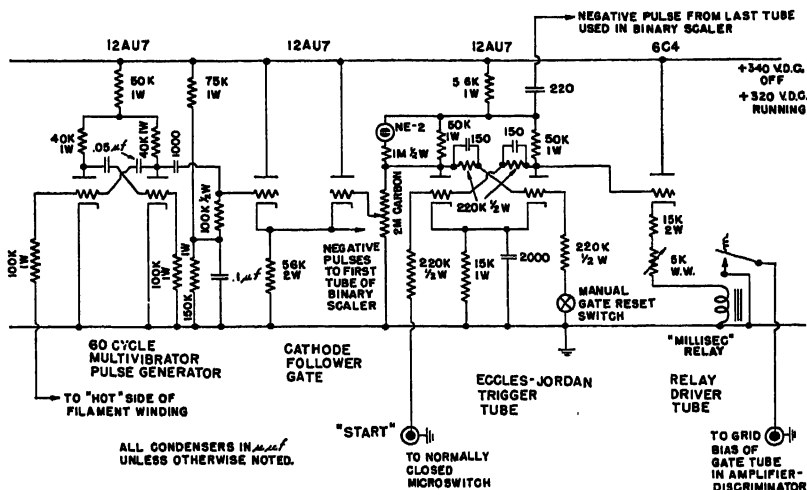 NEGATIVE PULSE FROM LAST TUBE
USED IN BINARY SCALER
12AU7
12AU7
12AU7
6C4
+340 V.D.C.
OFF
+320 V.D.C.
RUNNING
50K
1W
75K
1W
5.6K
1W
220
NE-2
40K
1W
.05μf
40K 1W
1000
1M ½W
50K
1W
150
150
50K
1W
100K ½W
2M CARBON
220K
½W
15K
2W
5K
W.W.
100K
1W
100K
1W
150K
1W
.1μf
56K
2W
NEGATIVE
PULSES
TO FIRST
TUBE OF
BINARY
SCALER
220K
½W
15K
1W
2000
220K
½W
MANUAL
GATE RESET
SWITCH
"MILLISEC"
RELAY
60 CYCLE
MULTIVIBRATOR
PULSE GENERATOR
CATHODE
FOLLOWER
GATE
ECCLES-JORDAN
TRIGGER
TUBE
RELAY
DRIVER
TUBE
TO "HOT" SIDE OF
FILAMENT WINDING
"START"
TO NORMALLY
CLOSED
MICROSWITCH
TO GRID
BIAS OF
GATE TUBE
IN AMPLIFIER-
DISCRIMINATOR
ALL CONDENSERS IN μμf
UNLESS OTHERWISE NOTED.